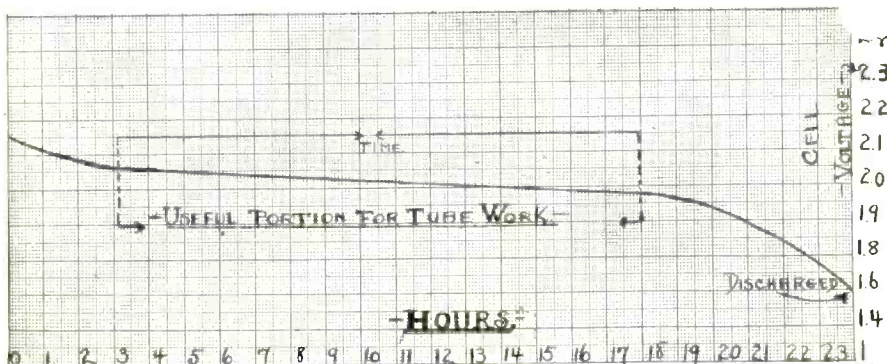 2.3
CELL
-VOLTAGE-
2.2
2.1
TIME
2.0
-USEFUL PORTION FOR TUBE WORK-
1.9
1.8
DISCHARGED
1.6
-HOURS-
1.4
0 1 2 3 4 5 6 7 8 9 10 11 12 13 14 15 16 17 18 19 20 21 22 23 1